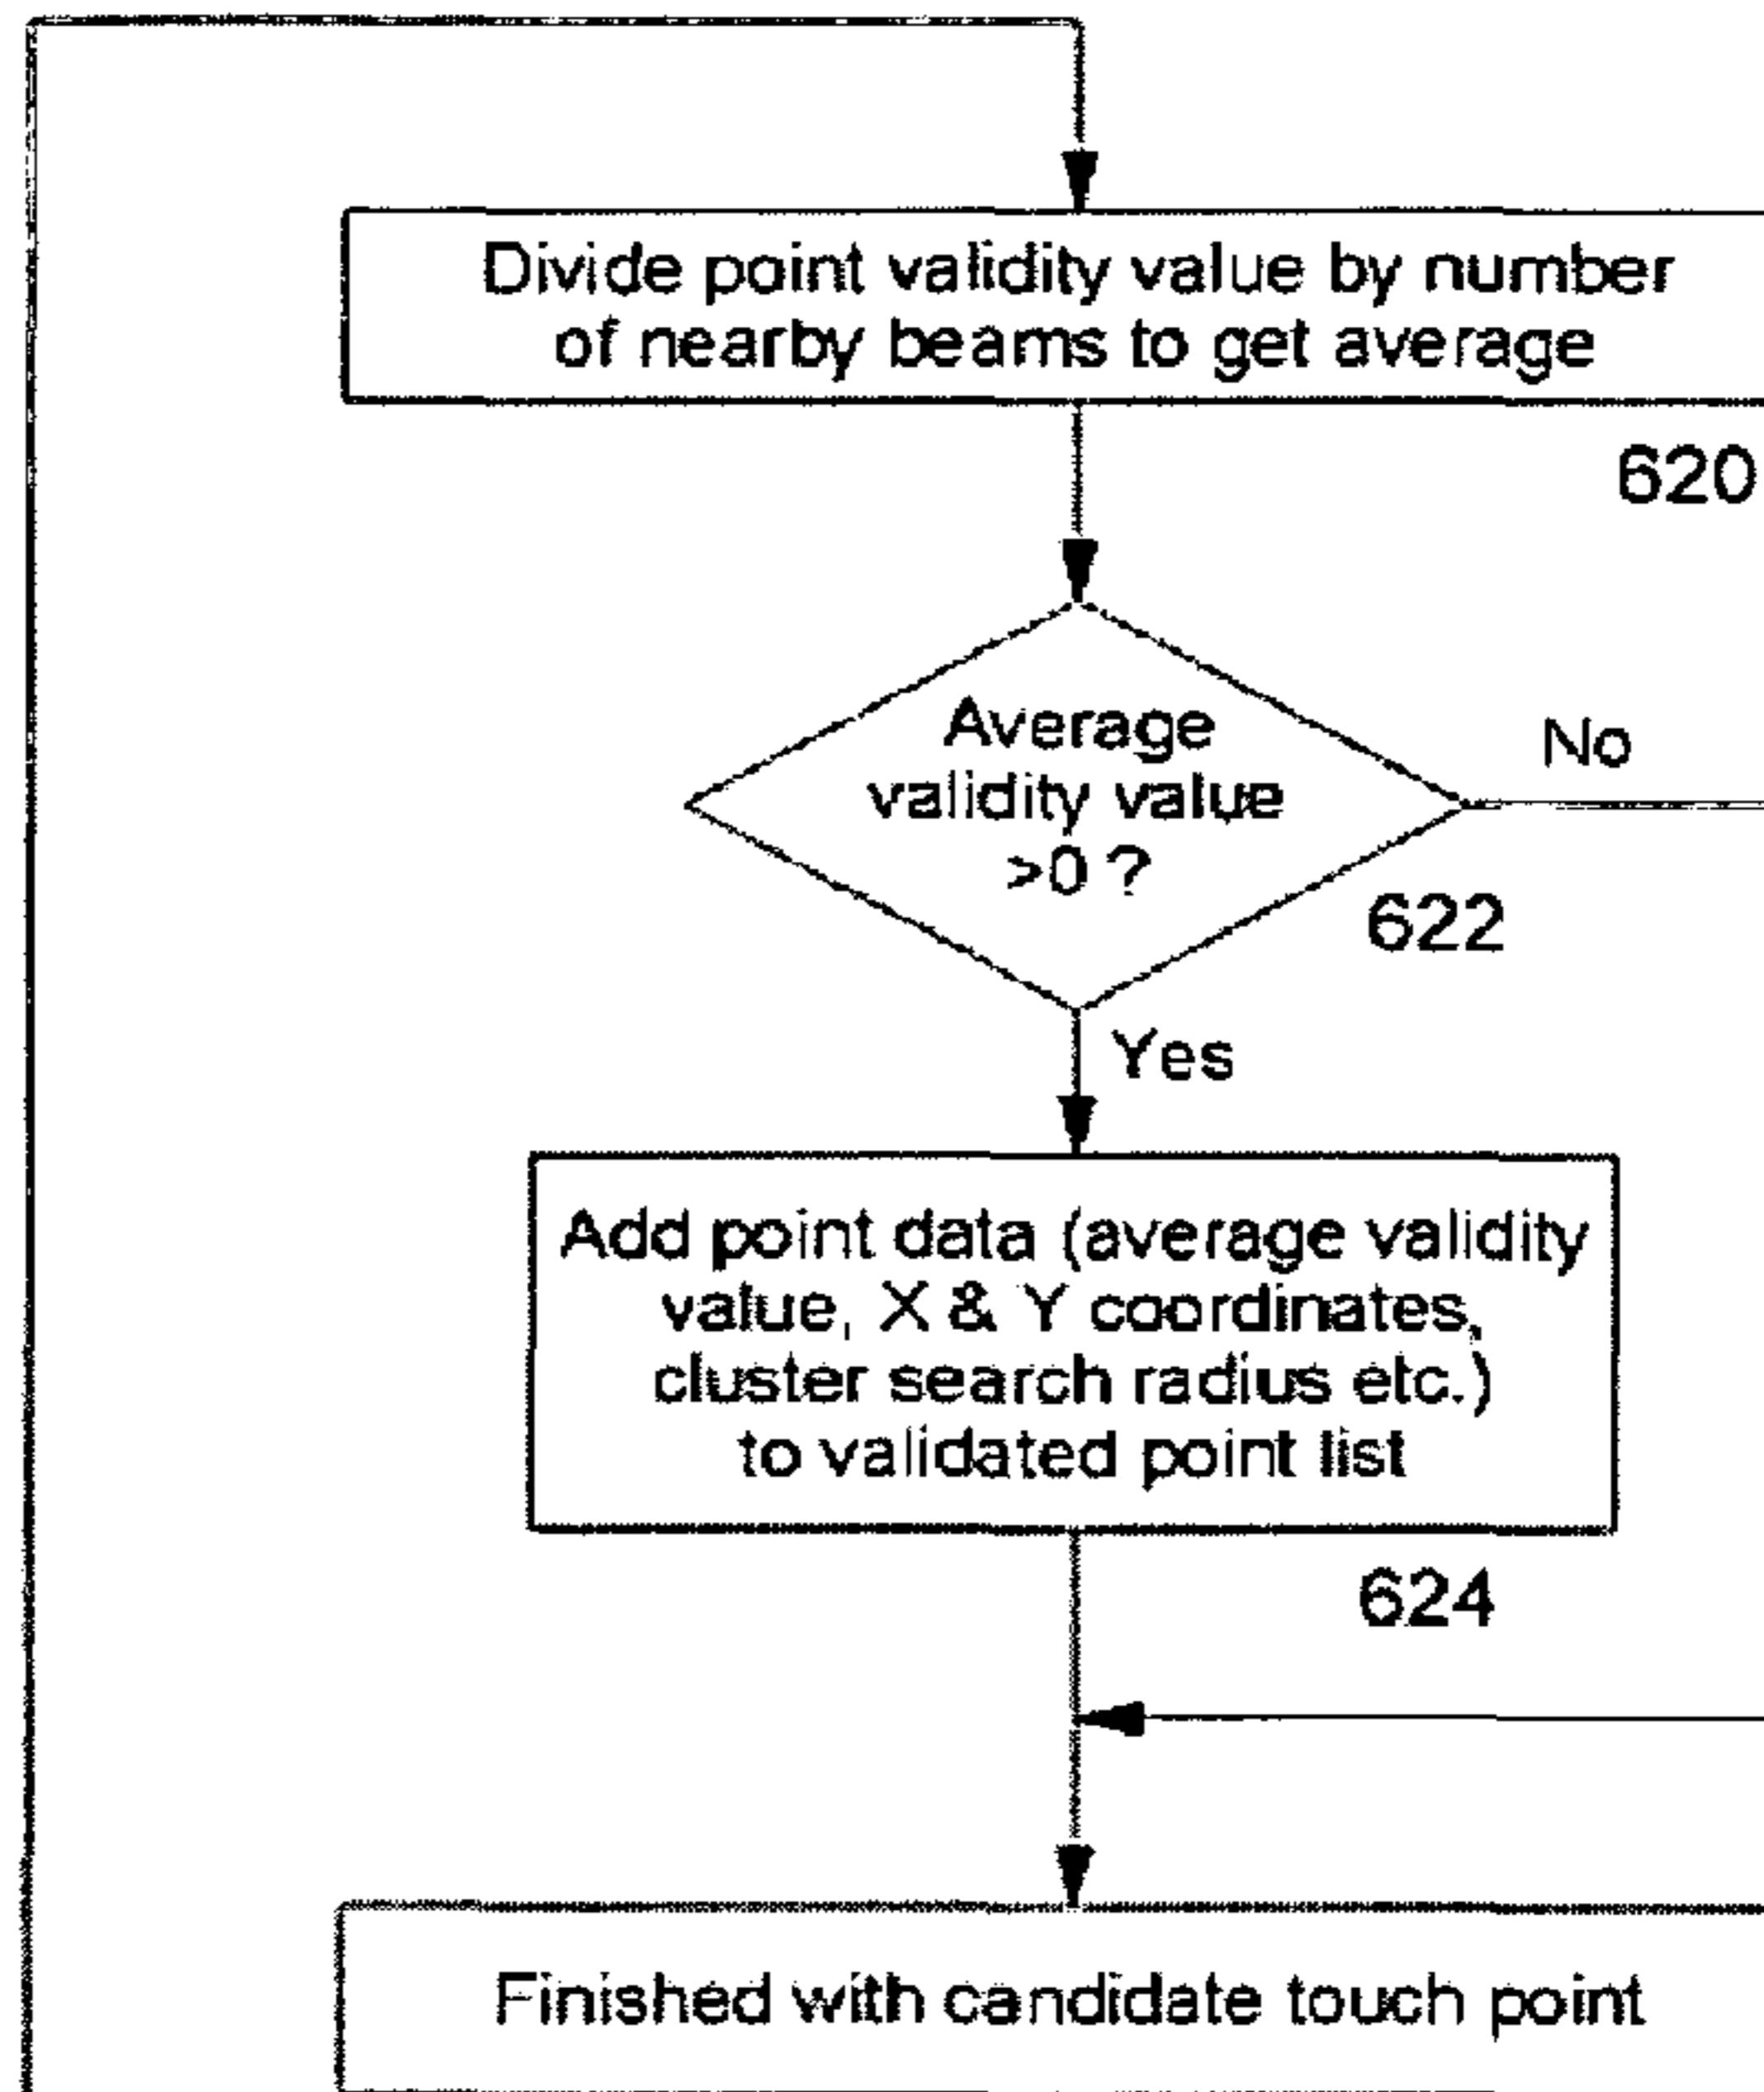 Divide point validity value by number
of nearby beams to get average
620
Average
validity value
>0 ?
No
622
Yes
Add point data (average validity
value, X & Y coordinates,
cluster search radius etc.)
to validated point list
624
Finished with candidate touch point